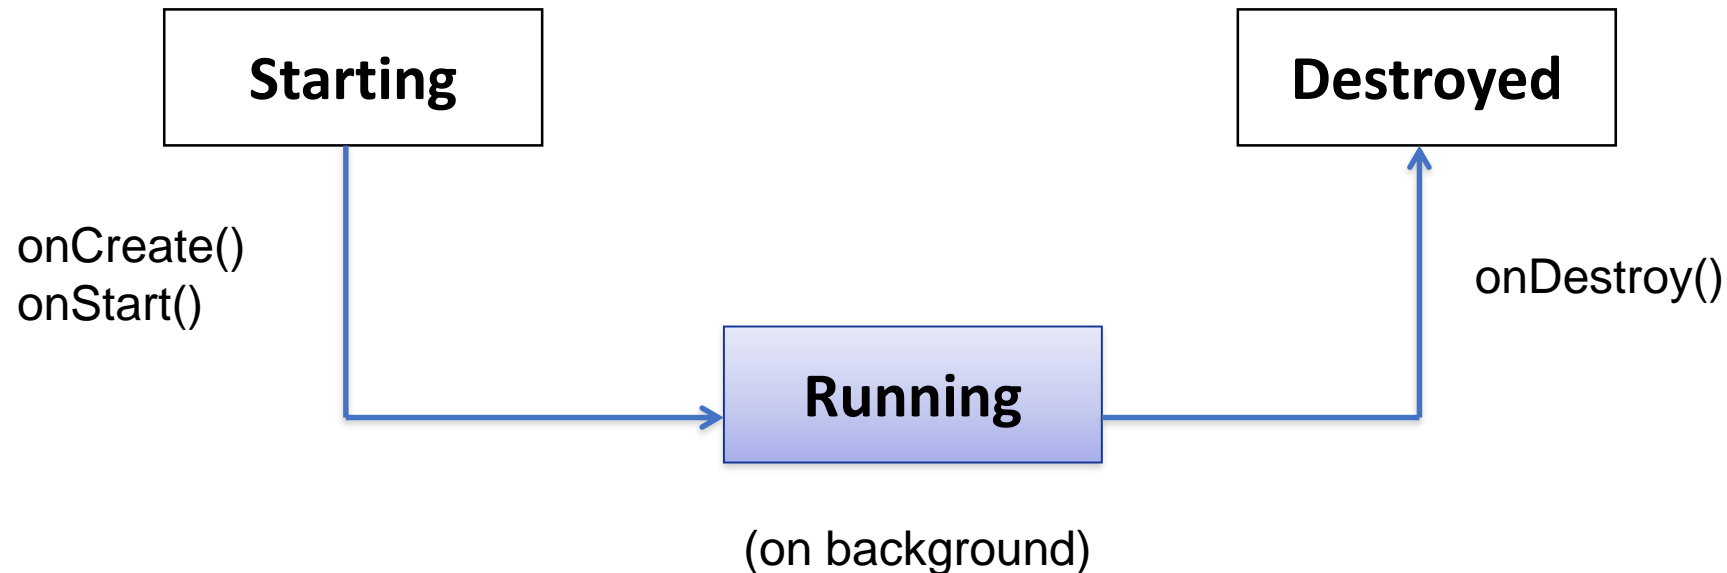 Starting
Destroyed
onCreate()
onStart()
onDestroy()
Running
(on background)